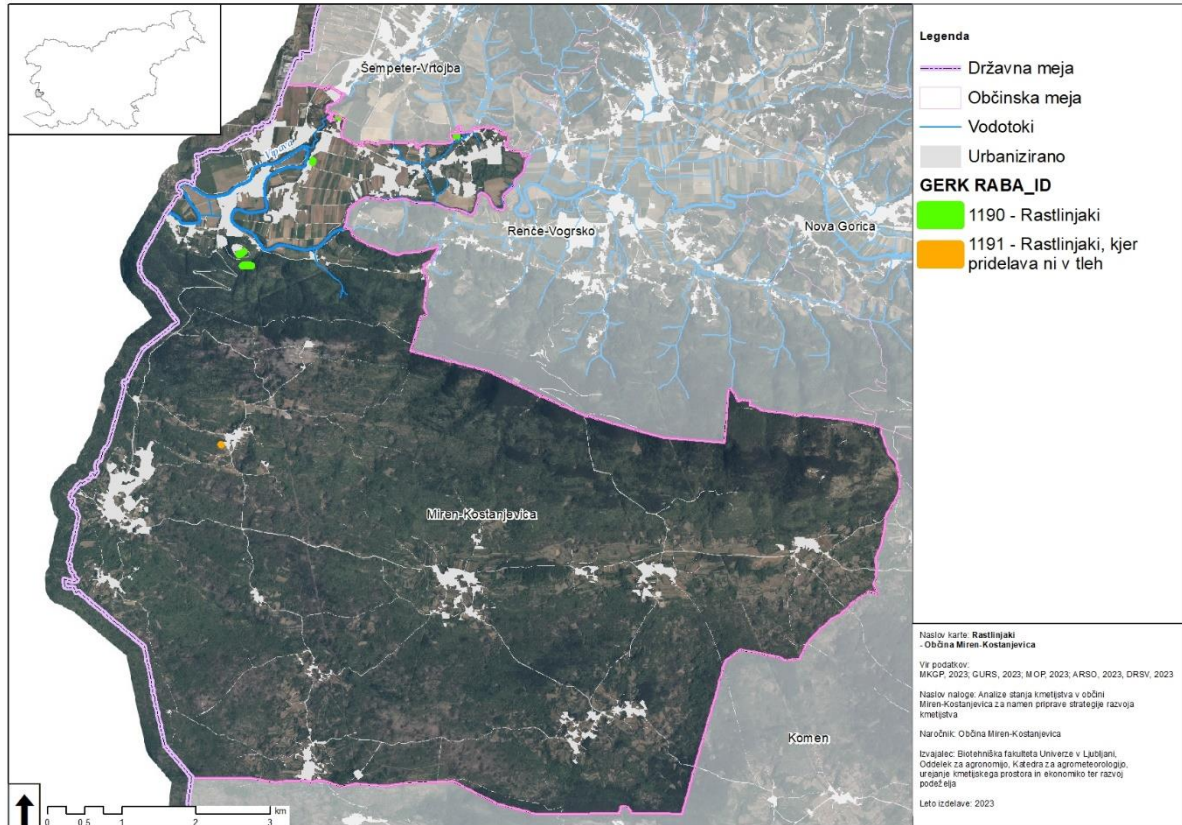 Šempeter-Vrtojba
Vipava
Renče-Vogrsko
Nova Gorica
Miren-Kostanjevica
Komen
0 0,5 1 2 3
km
Legenda
Državna meja
Občinska meja
Vodotoki
Urbanizirano
GERK RABA_ID
1190 - Rastlinjaki
1191 - Rastlinjaki, kjer
pridelava ni v tleh
Naslov karte: Rastlinjaki
- Občina Miren-Kostanjevica
Vir podatkov:
MKGP, 2023; GURS, 2023; MOP, 2023; ARSO, 2023, DRSV, 2023
Naslov naloge: Analize stanja kmetijstva v občini
Miren-Kostanjevica za namen priprave strategije razvoja
kmetijstva
Naročnik: Občina Miren-Kostanjevica
Izvajalec: Biotehniška fakulteta Univerze v Ljubljani,
Oddelek za agronomijo, Katedra za agrometeorologijo,
urejanje kmetijskega prostora in ekonomiko ter razvoj
podeželja
Leto izdelave: 2023